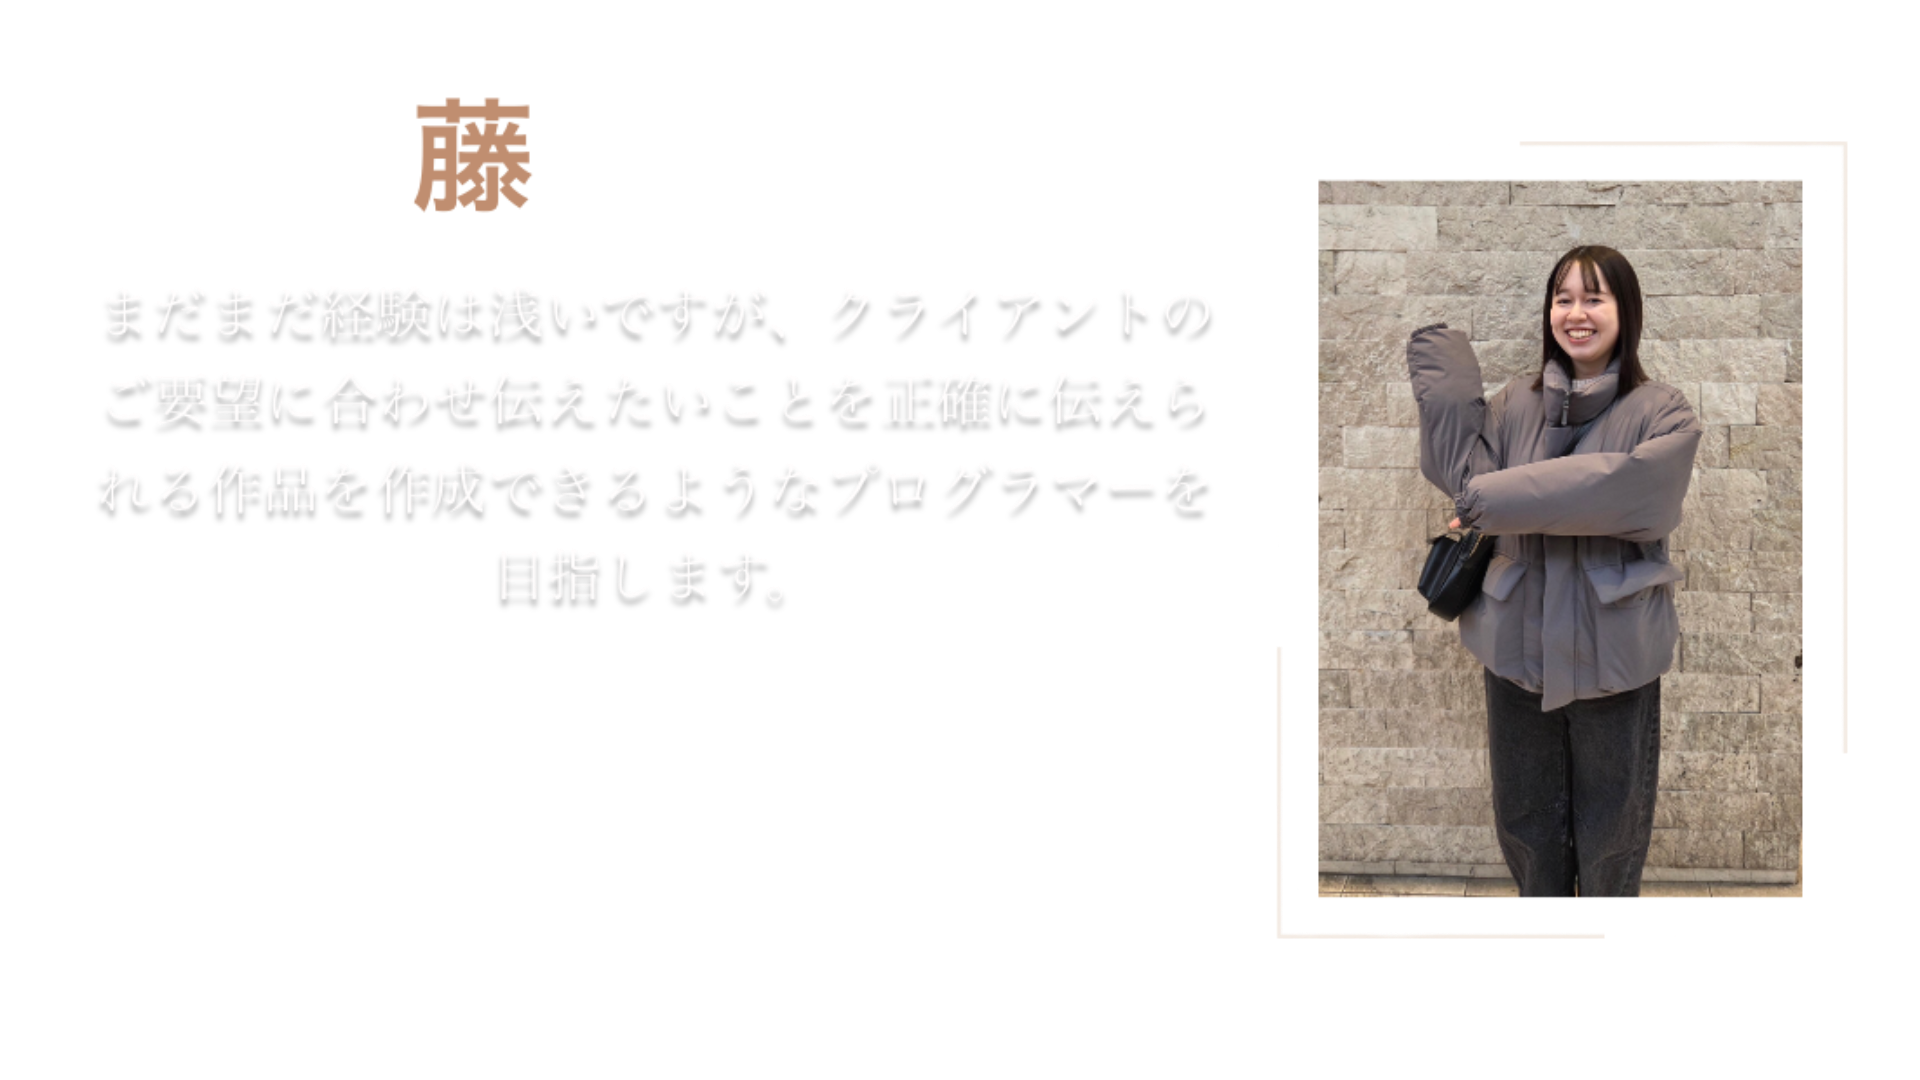 藤
まだまだ経験は浅いですが、クライアントの
ご要望に合わせ伝えたいことを正確に伝えら
れる作品を作成できるようなプログラマーを
目指します。